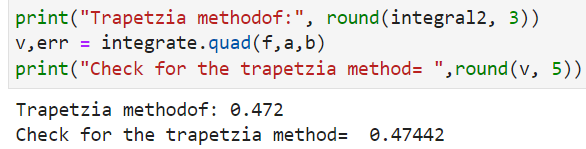 print("Trapetzia methodof:", round(integral2, 3))
v,err = integrate.quad(f,a,b)
print("Check for the trapetzia method= ",round(v, 5))
Trapetzia methodof: 0.472
Check for the trapetzia method=  0.47442